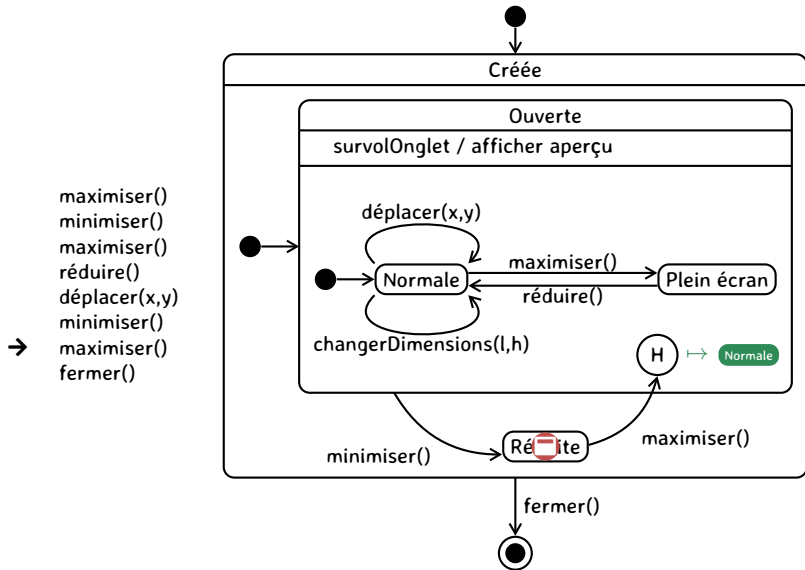 Créée
Ouverte
survolOnglet / afficher aperçu
maximiser()
minimiser()
maximiser()
réduire()
déplacer(x,y)
minimiser()
maximiser()
fermer()
déplacer(x,y)
Normale
maximiser()
réduire()
Plein écran
changerDimensions(l,h)
H
Normale
minimiser()
maximiser()
fermer()